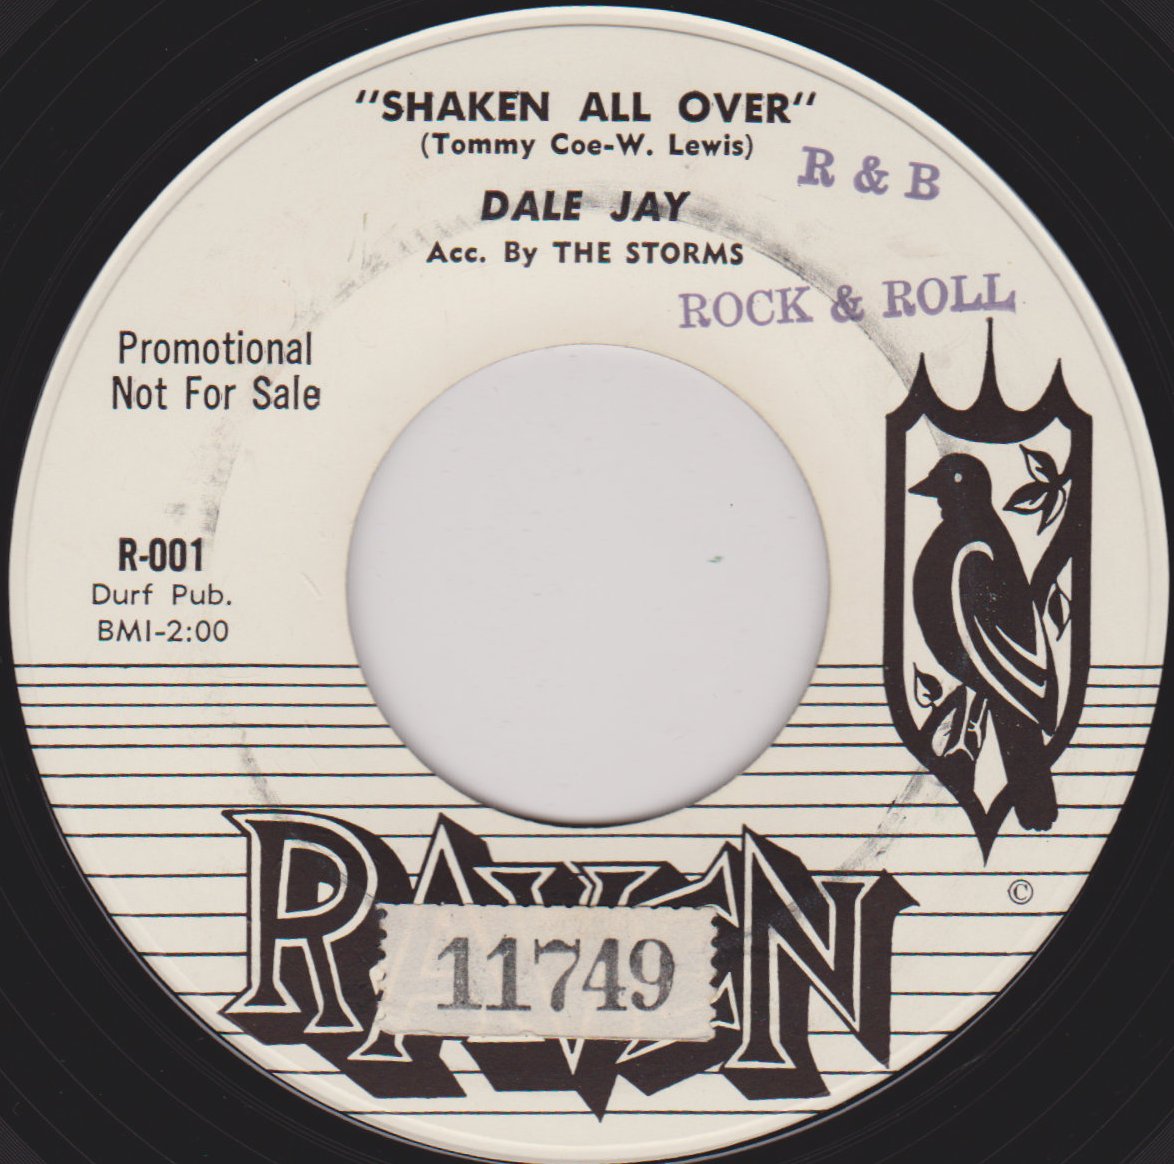 "SHAKEN ALL OVER"
(Tommy Coe-W. Lewis)
R & B
DALE JAY
Acc. By THE STORMS
ROCK & ROLL
Promotional
Not For Sale
R-001
Durf Pub.
BMI-2:00
©
RAVEN
11749